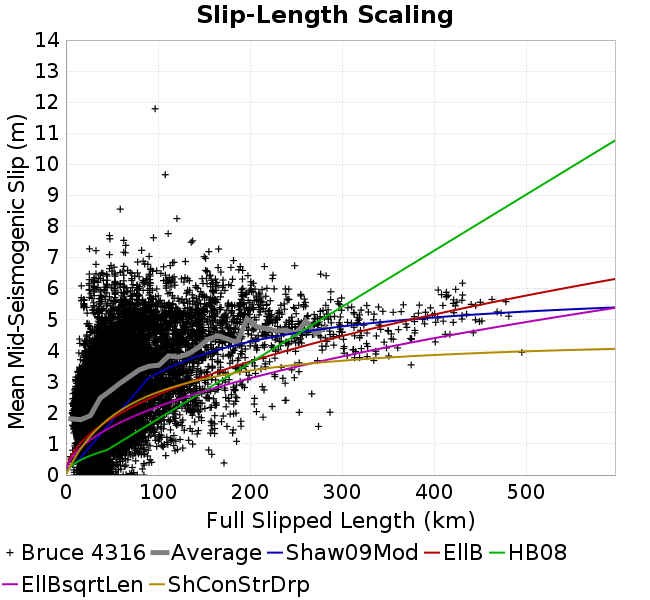 Slip-Length Scaling
Mean Mid-Seismogenic Slip (m)
14
13
12
11
10
9
8
7
6
5
4
3
2
1
0
0 100 200 300 400 500
Full Slipped Length (km)
Bruce 4316 Average Shaw09Mod EllB HB08
EllBsqrtLen ShConStrDrp